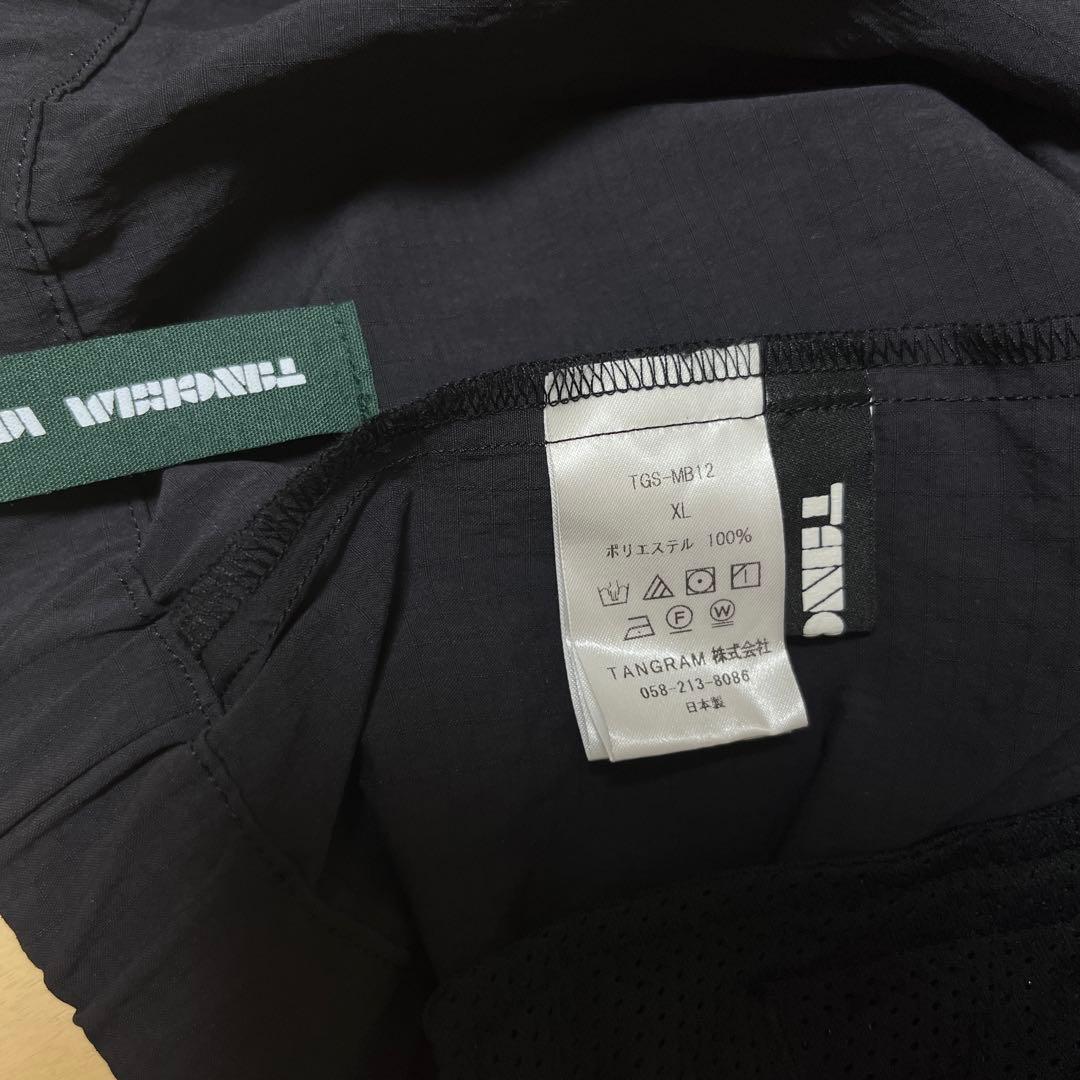 TANGRAM
TGS-MB12
XL
ポリエステル 100%
F W
TANGRAM 株式会社
058-213-8086
日本製